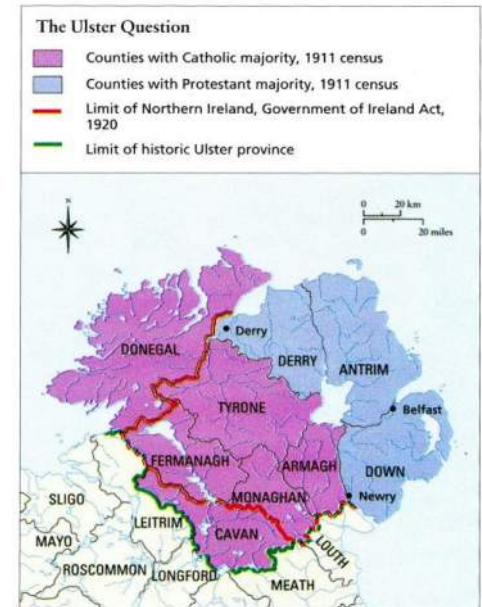 The Ulster Question
Counties with Catholic majority, 1911 census
Counties with Protestant majority, 1911 census
Limit of Northern Ireland, Government of Ireland Act,
1920
Limit of historic Ulster province
N
0 20 km
0 20 miles
Derry
DONEGAL
DERRY
ANTRIM
TYRONE
Belfast
FERMANAGH
ARMAGH
DOWN
MONAGHAN
Newry
SLIGO
LEITRIM
CAVAN
LOUTH
MAYO
ROSCOMMON
LONGFORD
MEATH